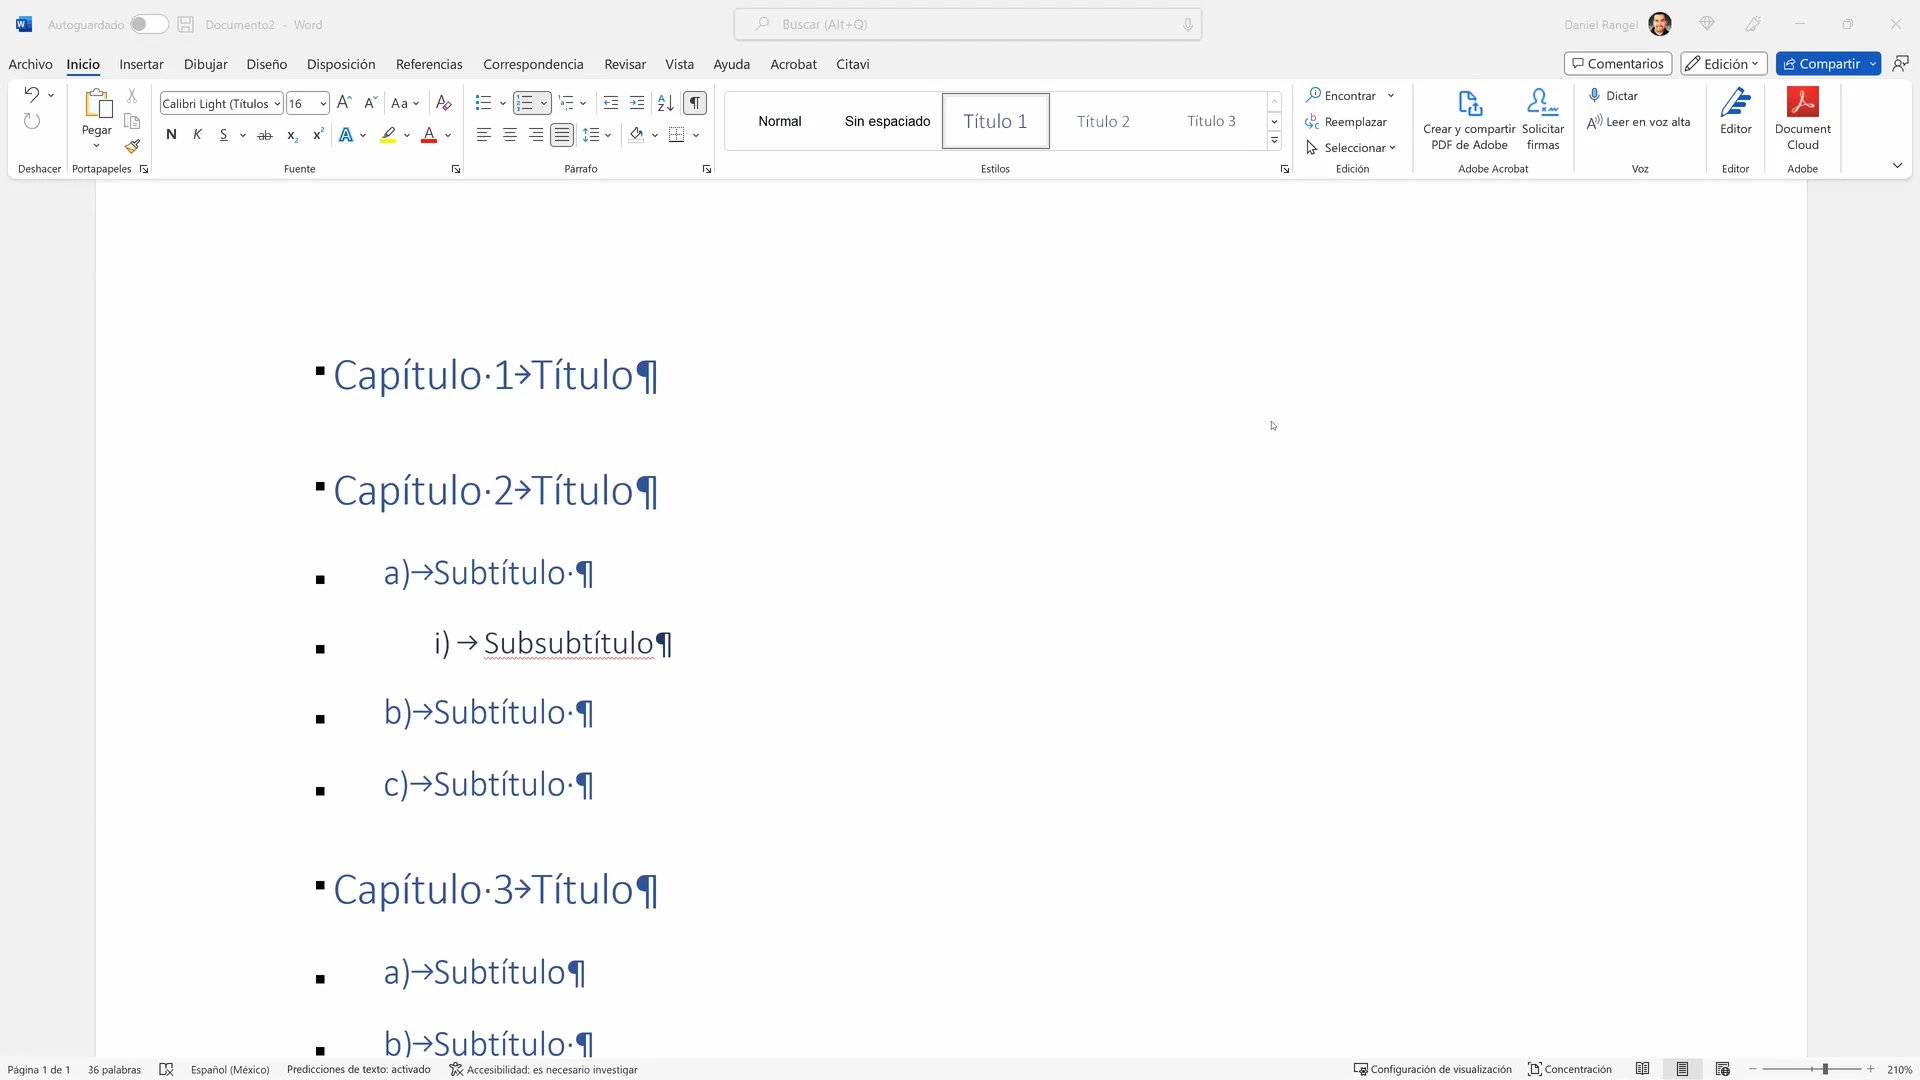 Autoguardado
Documento2 - Word
Buscar (Alt+Q)
Daniel Rangel
Archivo Inicio Insertar Dibujar Diseño Disposición Referencias Correspondencia Revisar Vista Ayuda Acrobat Citavi
Comentarios Edición Compartir
Deshacer
Pegar
Portapapeles
Calibri Light (Títulos 16
Aa
N K S ab x₂ x² A A
Fuente
Párrafo
Normal Sin espaciado Título 1 Título 2 Título 3
Estilos
Encontrar
Reemplazar
Seleccionar
Edición
Crear y compartir PDF de Adobe
Solicitar firmas
Adobe Acrobat
Dictar
Leer en voz alta
Voz
Editor
Editor
Document Cloud
Adobe
Capítulo·1→Título¶
Capítulo·2→Título¶
a)→Subtítulo·¶
i)→Subsubtítulo¶
b)→Subtítulo·¶
c)→Subtítulo·¶
Capítulo·3→Título¶
a)→Subtítulo¶
b)→Subtítulo·¶
Página 1 de 1 36 palabras Español (México) Predicciones de texto: activado Accesibilidad: es necesario investigar Configuración de visualización Concentración 210%